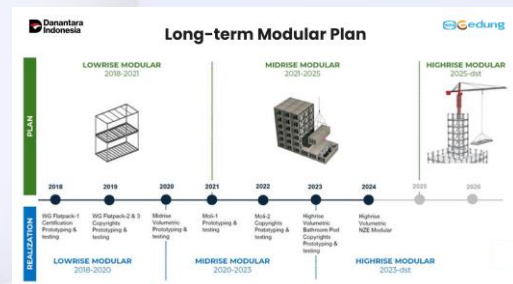 Danantara
Indonesia
Long-term Modular Plan
Gedung
LOWRISE MODULAR
2018-2021
MIDRISE MODULAR
2021-2025
HIGHRISE MODULAR
2025-dst
PLAN
2018
2019
2020
2021
2022
2023
2024
2025
2026
REALIZATION
WG Flatpack-1
Certification
Prototyping &
testing
WG Flatpack-2 & 3
Copyrights
Prototyping &
testing
Midrise
Volumetric
Prototyping &
testing
MoL-1
Prototyping &
testing
MoL-2
Copyrights
Prototyping &
testing
Highrise
Volumetric
Bathroom Pod
Copyrights
Prototyping &
testing
Highrise
Volumetric
NZE Modular
LOWRISE MODULAR
2018-2020
MIDRISE MODULAR
2020-2023
HIGHRISE MODULAR
2023-dst